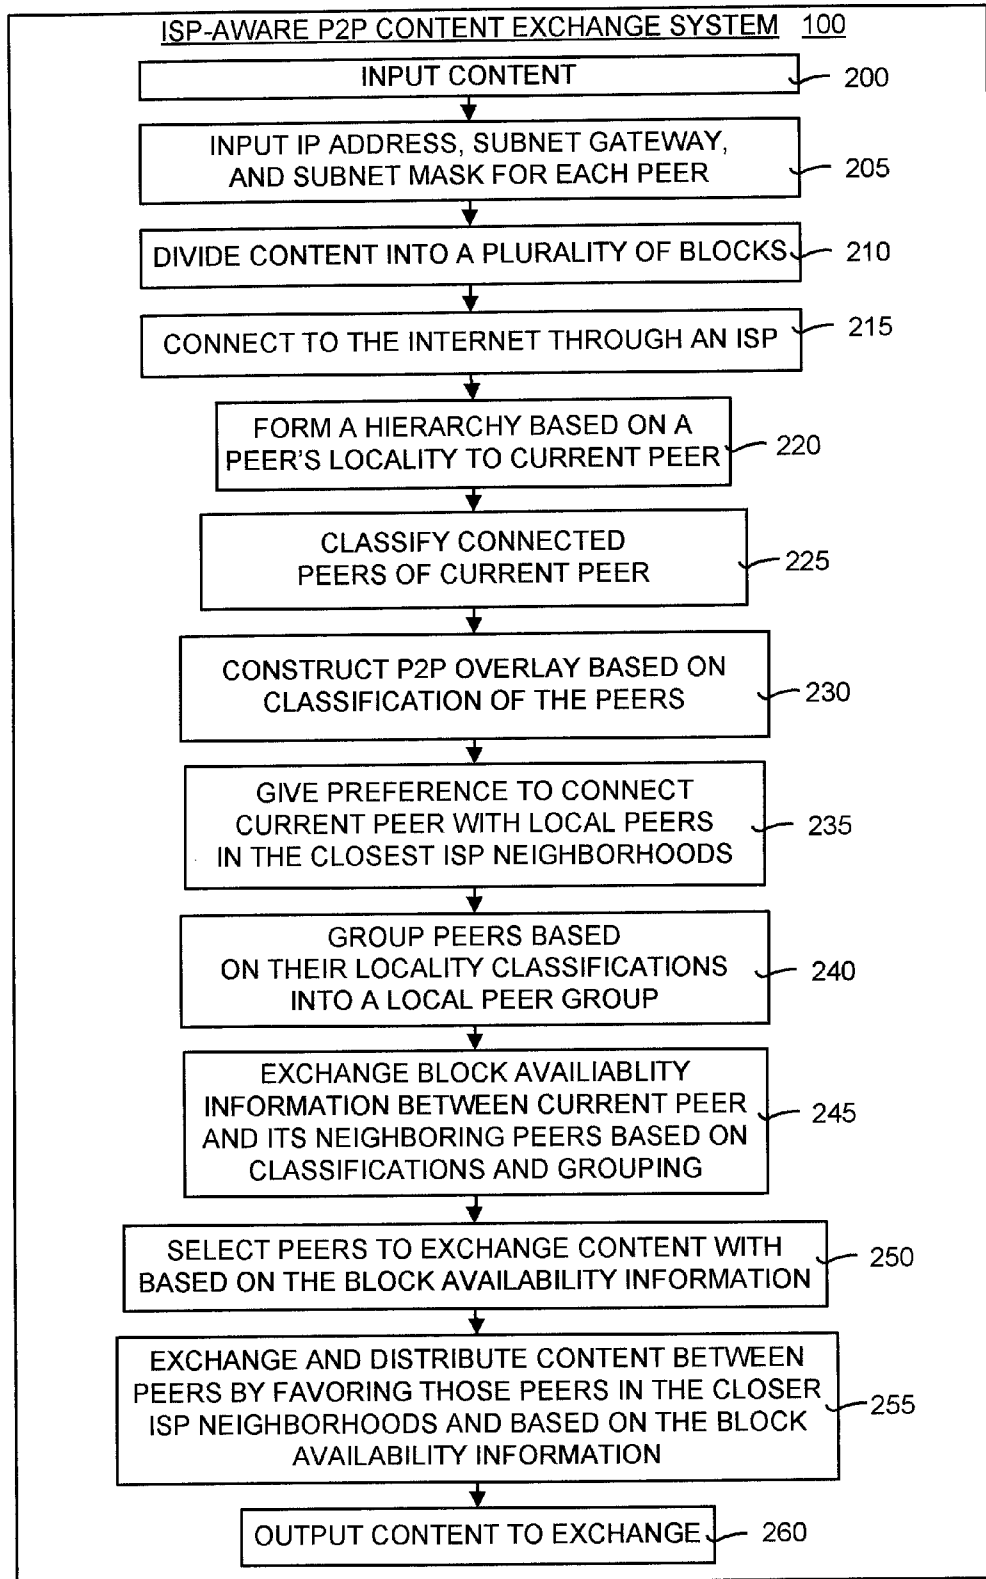 ISP-AWARE P2P CONTENT EXCHANGE SYSTEM 100
INPUT CONTENT
200
INPUT IP ADDRESS, SUBNET GATEWAY,
AND SUBNET MASK FOR EACH PEER
205
DIVIDE CONTENT INTO A PLURALITY OF BLOCKS
210
CONNECT TO THE INTERNET THROUGH AN ISP
215
FORM A HIERARCHY BASED ON A
PEER'S LOCALITY TO CURRENT PEER
220
CLASSIFY CONNECTED
PEERS OF CURRENT PEER
225
CONSTRUCT P2P OVERLAY BASED ON
CLASSIFICATION OF THE PEERS
230
GIVE PREFERENCE TO CONNECT
CURRENT PEER WITH LOCAL PEERS
IN THE CLOSEST ISP NEIGHBORHOODS
235
GROUP PEERS BASED
ON THEIR LOCALITY CLASSIFICATIONS
INTO A LOCAL PEER GROUP
240
EXCHANGE BLOCK AVAILIABLITY
INFORMATION BETWEEN CURRENT PEER
AND ITS NEIGHBORING PEERS BASED ON
CLASSIFICATIONS AND GROUPING
245
SELECT PEERS TO EXCHANGE CONTENT WITH
BASED ON THE BLOCK AVAILABILITY INFORMATION
250
EXCHANGE AND DISTRIBUTE CONTENT BETWEEN
PEERS BY FAVORING THOSE PEERS IN THE CLOSER
ISP NEIGHBORHOODS AND BASED ON THE BLOCK
AVAILABILITY INFORMATION
255
OUTPUT CONTENT TO EXCHANGE
260